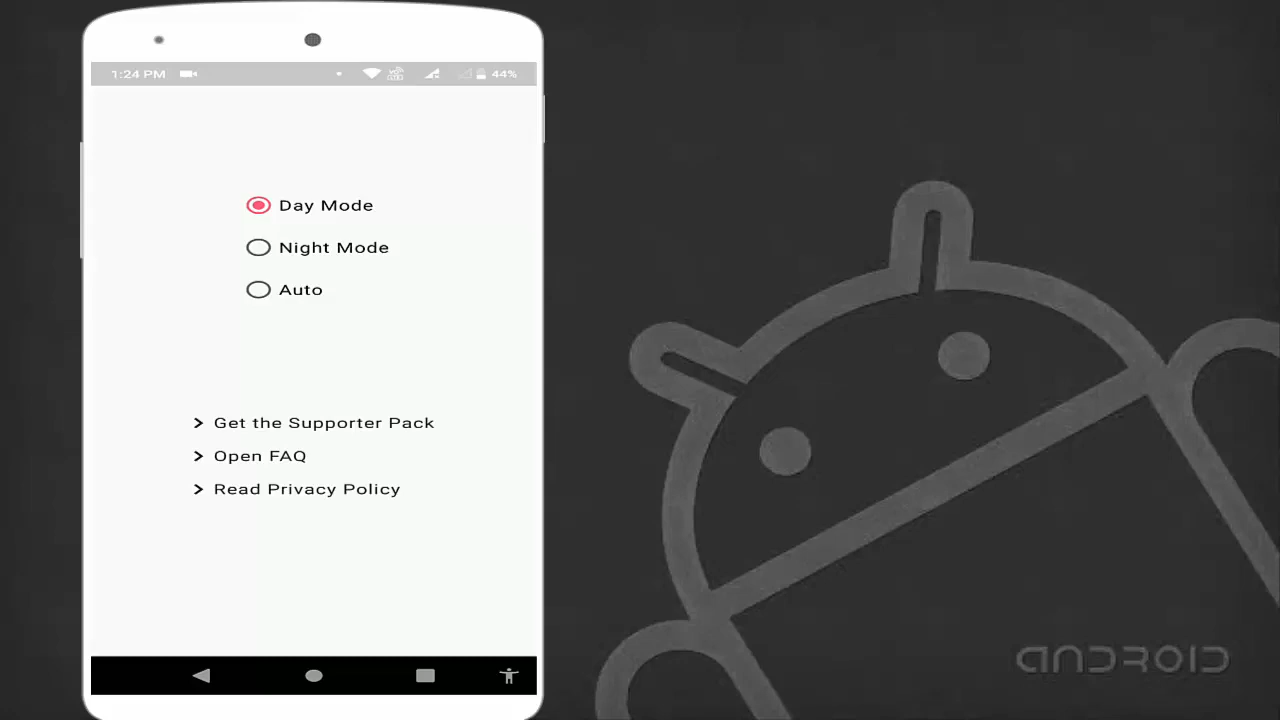 1:24 PM 44%
Day Mode
Night Mode
Auto
Get the Supporter Pack
Open FAQ
Read Privacy Policy
ANDROID